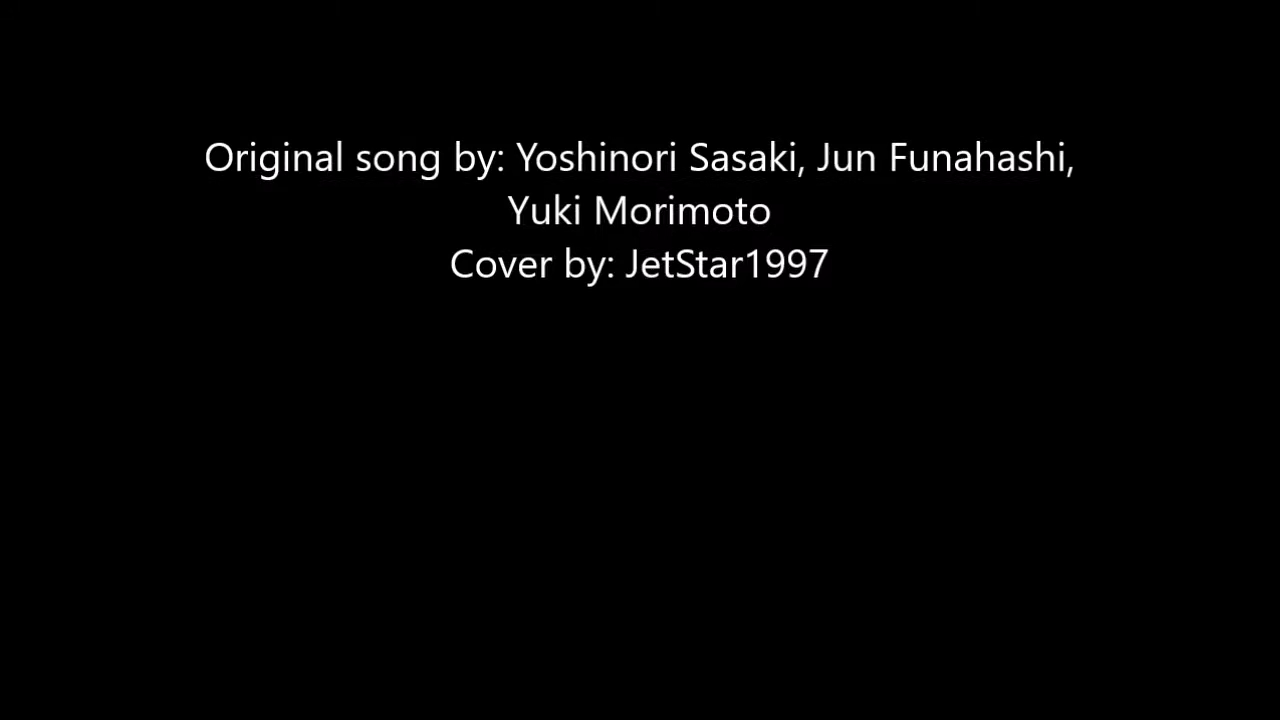 Original song by: Yoshinori Sasaki, Jun Funahashi,
Yuki Morimoto
Cover by: JetStar1997